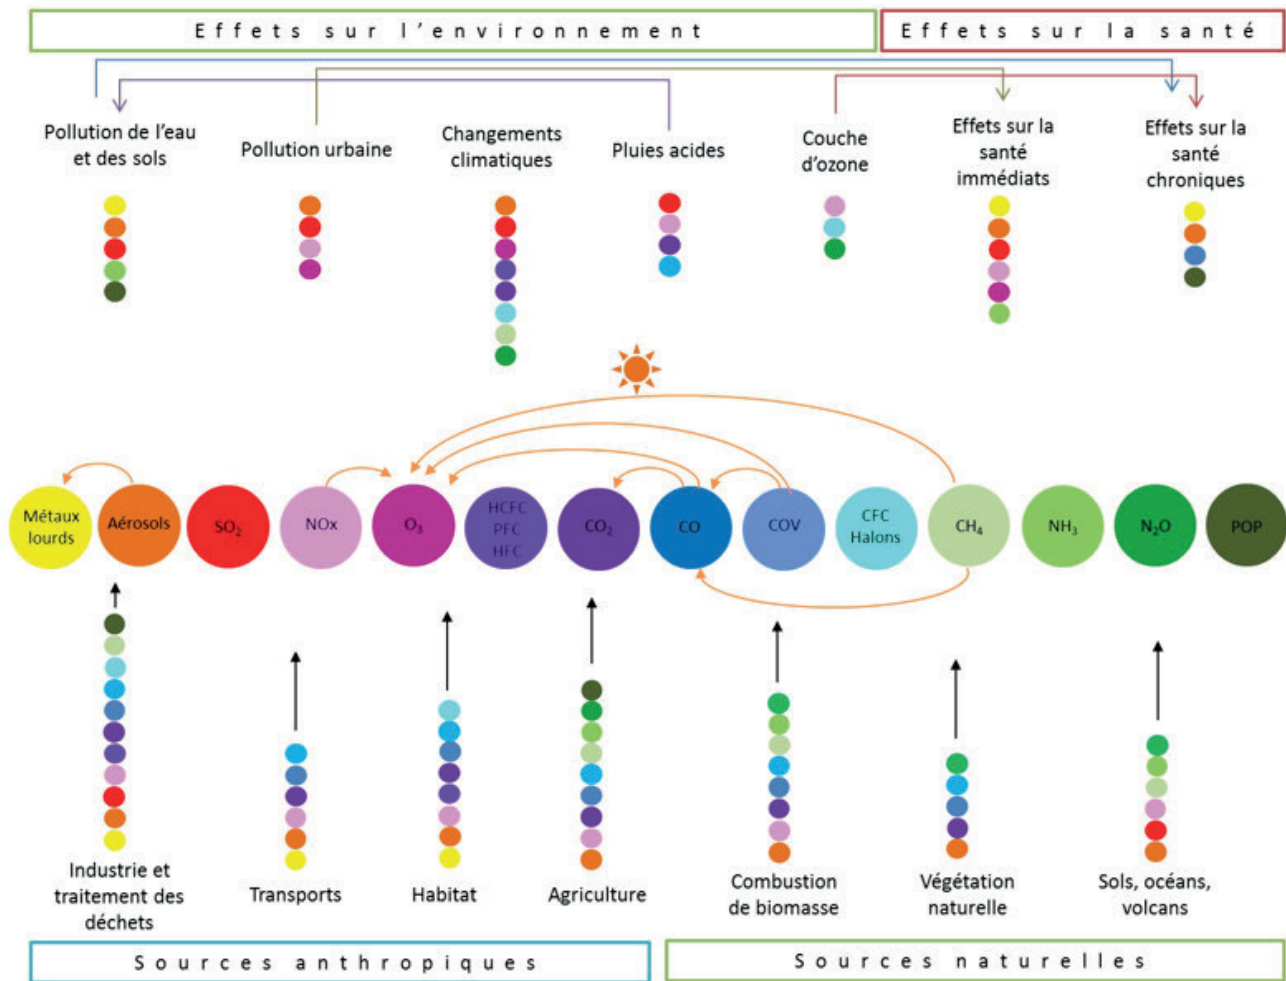 Effets sur l'environnement
Effets sur la santé
Pollution de l'eau
et des sols
Pollution urbaine
Changements
climatiques
Pluies acides
Couche
d'ozone
Effets sur la
santé
immédiats
Effets sur la
santé
chroniques
Métaux
lourds
Aérosols
SO₂
NOx
O₃
HCFC
PFC
HFC
CO₂
CO
COV
CFC
Halons
CH₄
NH₃
N₂O
POP
Industrie et
traitement des
déchets
Transports
Habitat
Agriculture
Combustion
de biomasse
Végétation
naturelle
Sols, océans,
volcans
Sources anthropiques
Sources naturelles